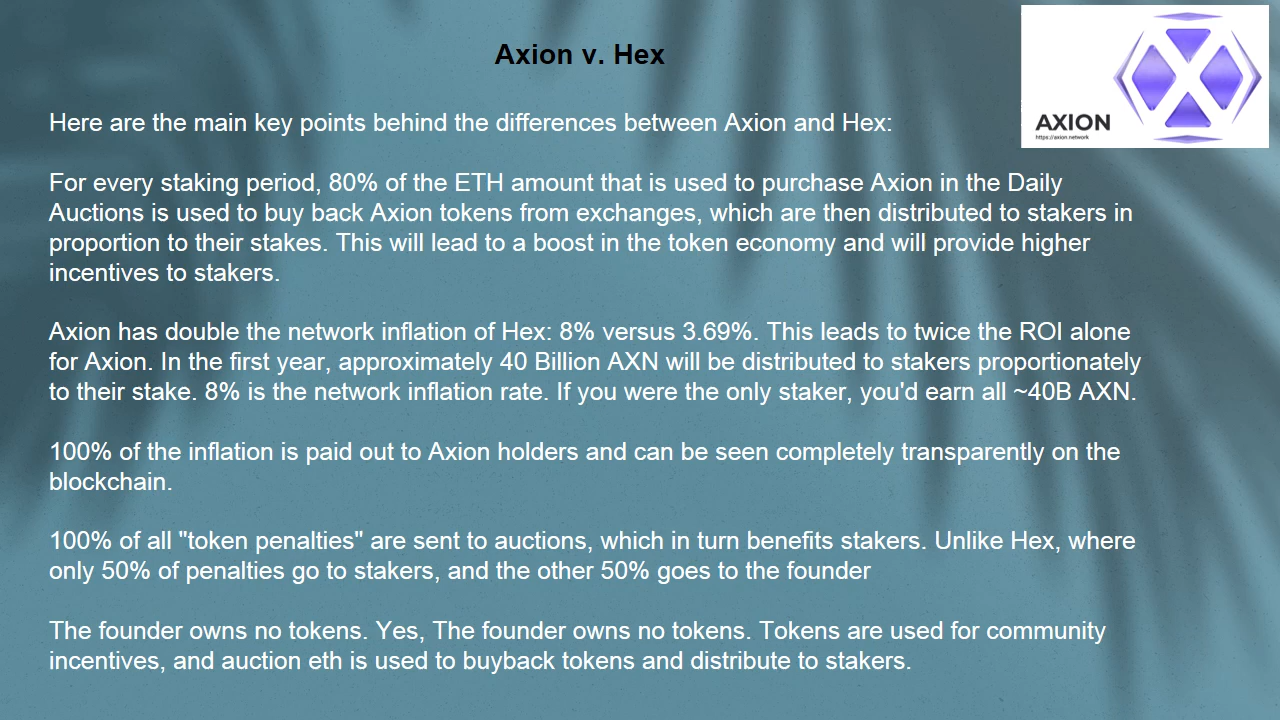 Axion v. Hex
AXION
https://axion.network
Here are the main key points behind the differences between Axion and Hex:
For every staking period, 80% of the ETH amount that is used to purchase Axion in the Daily
Auctions is used to buy back Axion tokens from exchanges, which are then distributed to stakers in
proportion to their stakes. This will lead to a boost in the token economy and will provide higher
incentives to stakers.
Axion has double the network inflation of Hex: 8% versus 3.69%. This leads to twice the ROI alone
for Axion. In the first year, approximately 40 Billion AXN will be distributed to stakers proportionately
to their stake. 8% is the network inflation rate. If you were the only staker, you'd earn all ~40B AXN.
100% of the inflation is paid out to Axion holders and can be seen completely transparently on the
blockchain.
100% of all "token penalties" are sent to auctions, which in turn benefits stakers. Unlike Hex, where
only 50% of penalties go to stakers, and the other 50% goes to the founder
The founder owns no tokens. Yes, The founder owns no tokens. Tokens are used for community
incentives, and auction eth is used to buyback tokens and distribute to stakers.